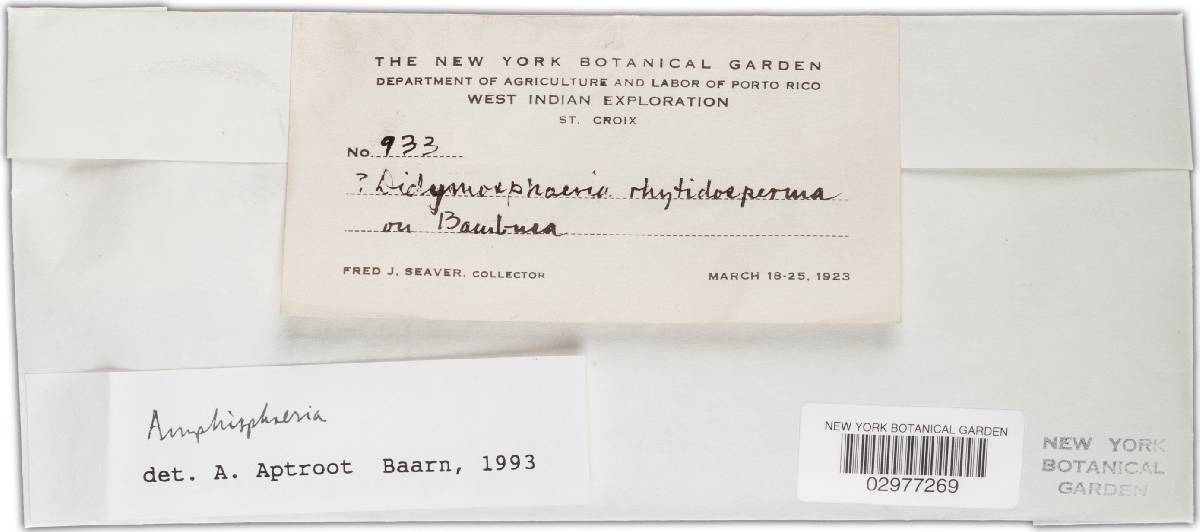 THE NEW YORK BOTANICAL GARDEN
DEPARTMENT OF AGRICULTURE AND LABOR OF PORTO RICO
WEST INDIAN EXPLORATION
ST. CROIX
No. 933
? Didymosphaeria rhytidosperma
on Bambusa
FRED J. SEAVER, COLLECTOR MARCH 18-25, 1923
Amphisphaeria
det. A. Aptroot Baarn, 1993
NEW YORK BOTANICAL GARDEN
02977269
NEW YORK
BOTANICAL
GARDEN